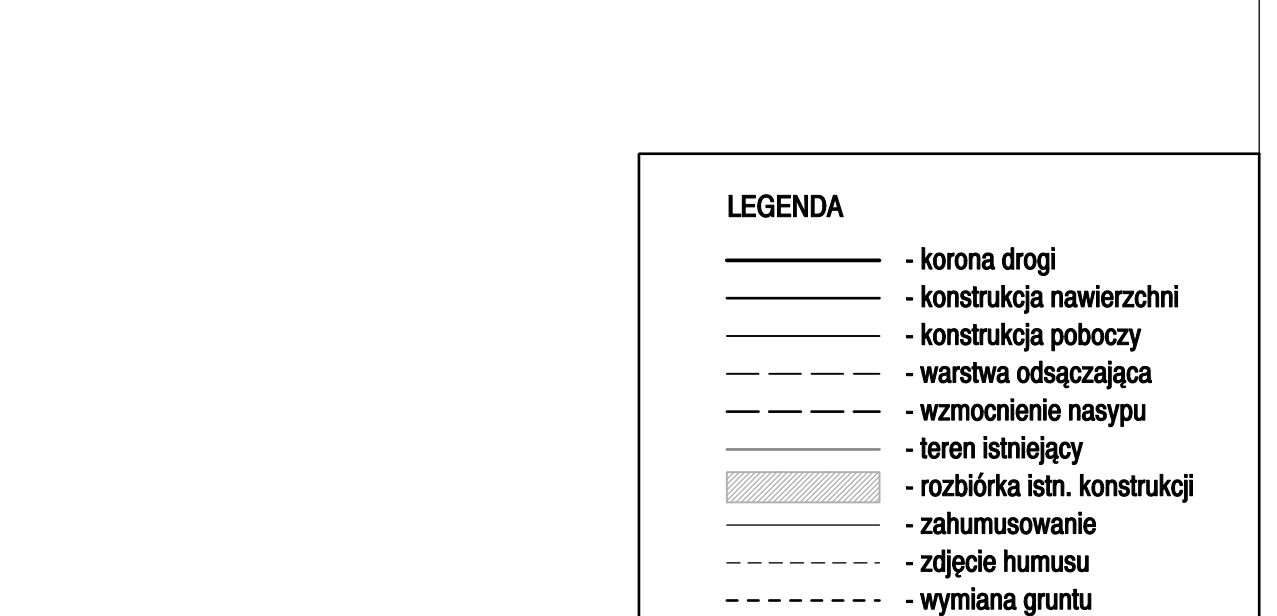 LEGENDA
- korona drogi
- konstrukcja nawierzchni
- konstrukcja poboczy
- warstwa odsączająca
- wzmocnienie nasypu
- teren istniejący
- rozbiórka istn. konstrukcji
- zahumusowanie
- zdjęcie humusu
- wymiana gruntu